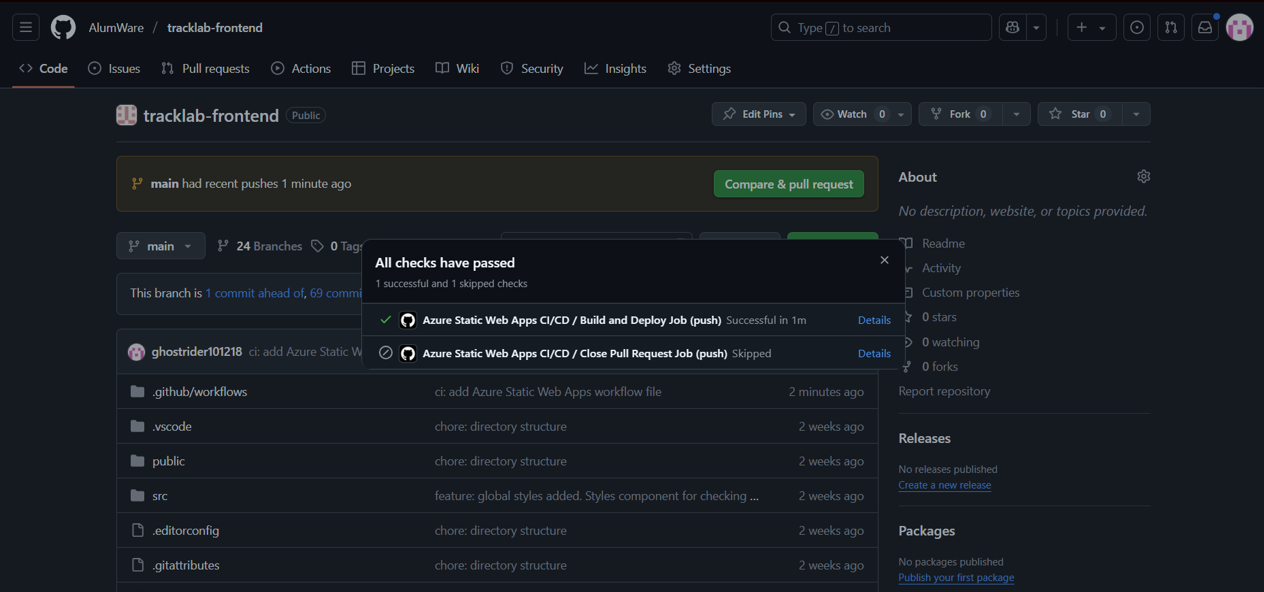 AlumWare / tracklab-frontend
Type / to search
Code Issues Pull requests Actions Projects Wiki Security Insights Settings
tracklab-frontend Public
Edit Pins Watch 0 Fork 0 Star 0
main had recent pushes 1 minute ago
Compare & pull request
main 24 Branches 0 Tags
This branch is 1 commit ahead of, 69
All checks have passed
1 successful and 1 skipped checks
Azure Static Web Apps CI/CD / Build and Deploy Job (push) Successful in 1m Details
Azure Static Web Apps CI/CD / Close Pull Request Job (push) Skipped Details
ghostrider101218 ci: add Azure Static
.github/workflows ci: add Azure Static Web Apps workflow file 2 minutes ago
.vscode chore: directory structure 2 weeks ago
public chore: directory structure 2 weeks ago
src feature: global styles added. Styles component for checking ... 2 weeks ago
.editorconfig chore: directory structure 2 weeks ago
.gitattributes chore: directory structure 2 weeks ago
About
No description, website, or topics provided.
Readme
Activity
Custom properties
0 stars
0 watching
0 forks
Report repository
Releases
No releases published
Create a new release
Packages
No packages published
Publish your first package